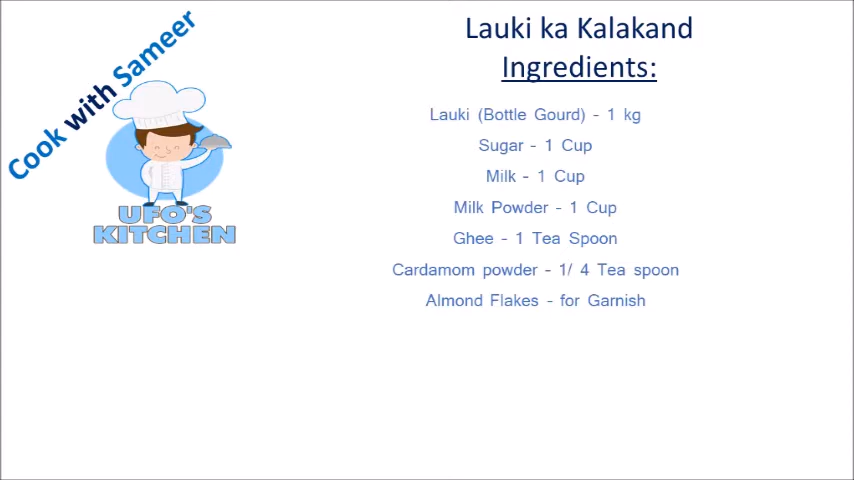 Cook with Sameer
UFO'S
KITCHEN
Lauki ka Kalakand
Ingredients:
Lauki (Bottle Gourd) - 1 kg
Sugar - 1 Cup
Milk - 1 Cup
Milk Powder - 1 Cup
Ghee - 1 Tea Spoon
Cardamom powder - 1/ 4 Tea spoon
Almond Flakes - for Garnish